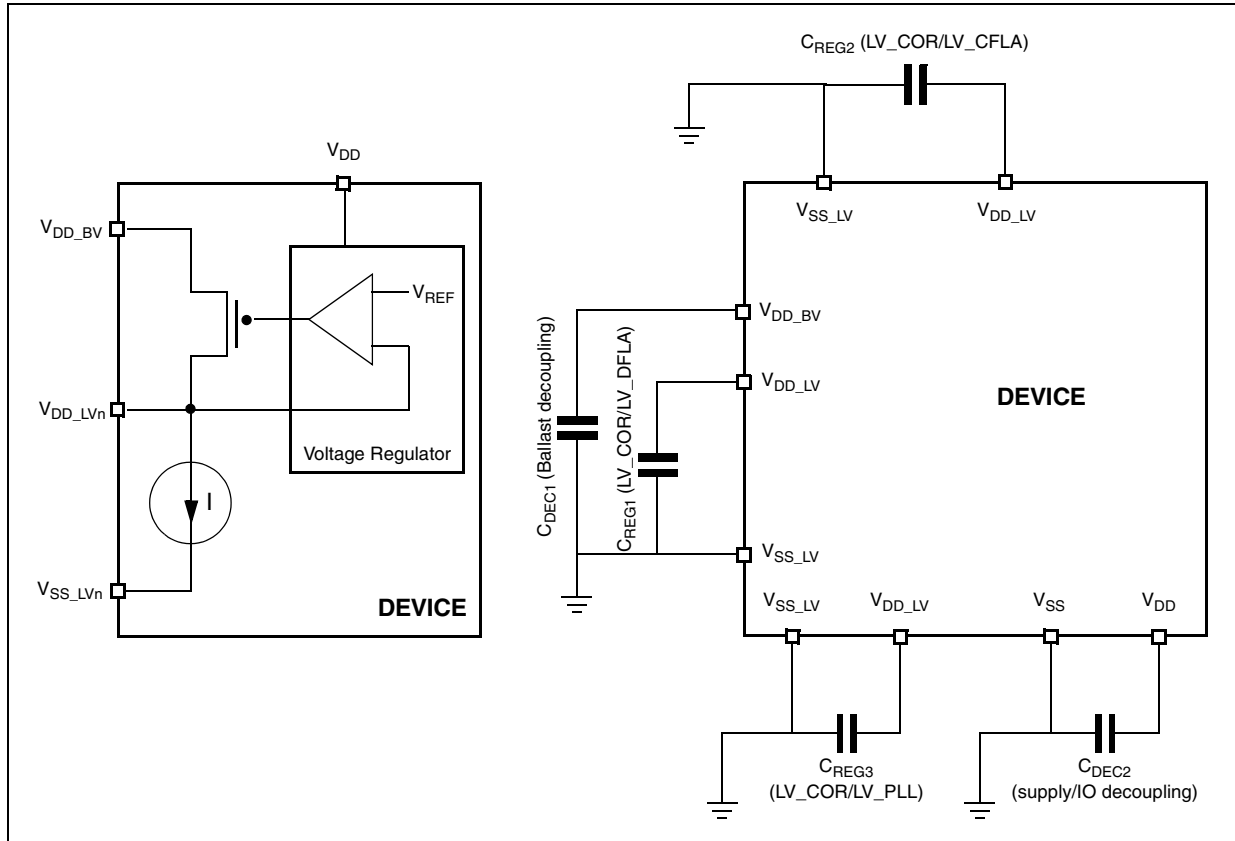 V_DD
V_DD_BV
V_REF
V_DD_LVn
Voltage Regulator
I
V_SS_LVn
DEVICE
C_REG2 (LV_COR/LV_CFLA)
V_SS_LV
V_DD_LV
V_DD_BV
V_DD_LV
DEVICE
C_DEC1 (Ballast decoupling)
C_REG1 (LV_COR/LV_DFLA)
V_SS_LV
V_SS_LV
V_DD_LV
V_SS
V_DD
C_REG3
(LV_COR/LV_PLL)
C_DEC2
(supply/IO decoupling)